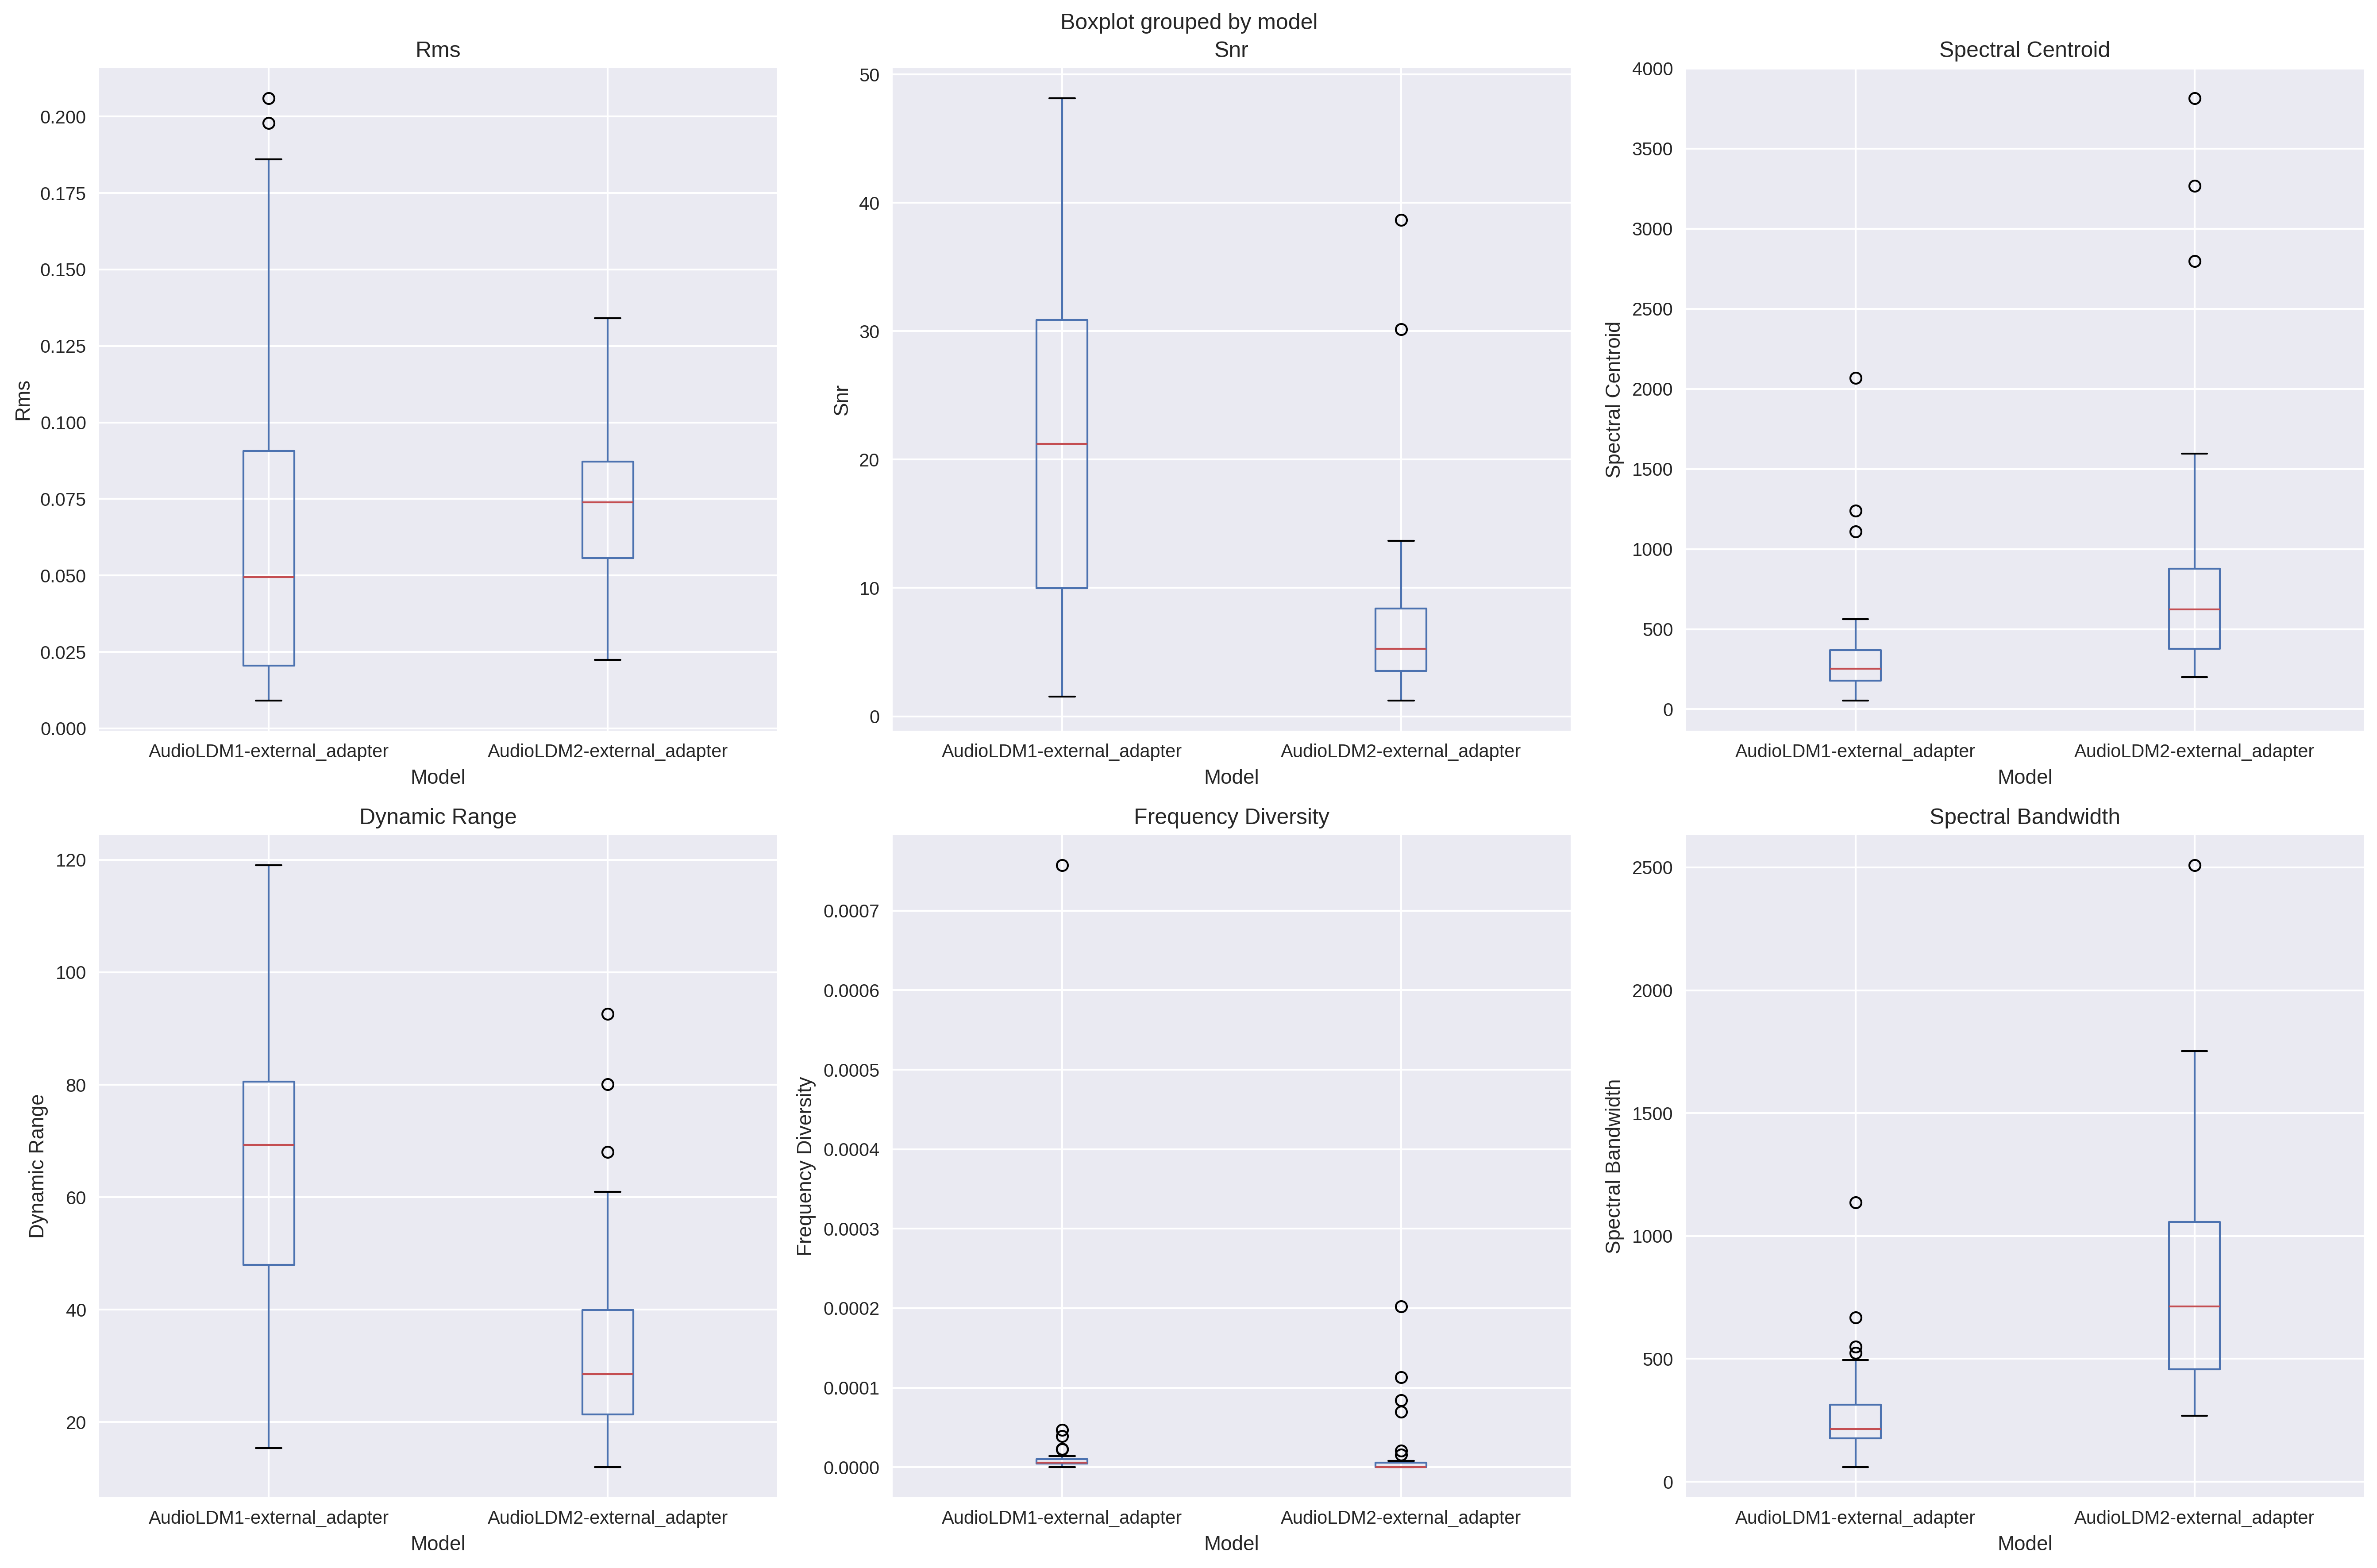 Boxplot grouped by model
Rms
0.200
0.175
0.150
0.125
0.100
0.075
0.050
0.025
0.000
Rms
AudioLDM1-external_adapter
AudioLDM2-external_adapter
Model
Snr
50
40
30
20
10
0
Snr
AudioLDM1-external_adapter
AudioLDM2-external_adapter
Model
Spectral Centroid
4000
3500
3000
2500
2000
1500
1000
500
0
Spectral Centroid
AudioLDM1-external_adapter
AudioLDM2-external_adapter
Model
Dynamic Range
120
100
80
60
40
20
Dynamic Range
AudioLDM1-external_adapter
AudioLDM2-external_adapter
Model
Frequency Diversity
0.0007
0.0006
0.0005
0.0004
0.0003
0.0002
0.0001
0.0000
Frequency Diversity
AudioLDM1-external_adapter
AudioLDM2-external_adapter
Model
Spectral Bandwidth
2500
2000
1500
1000
500
0
Spectral Bandwidth
AudioLDM1-external_adapter
AudioLDM2-external_adapter
Model